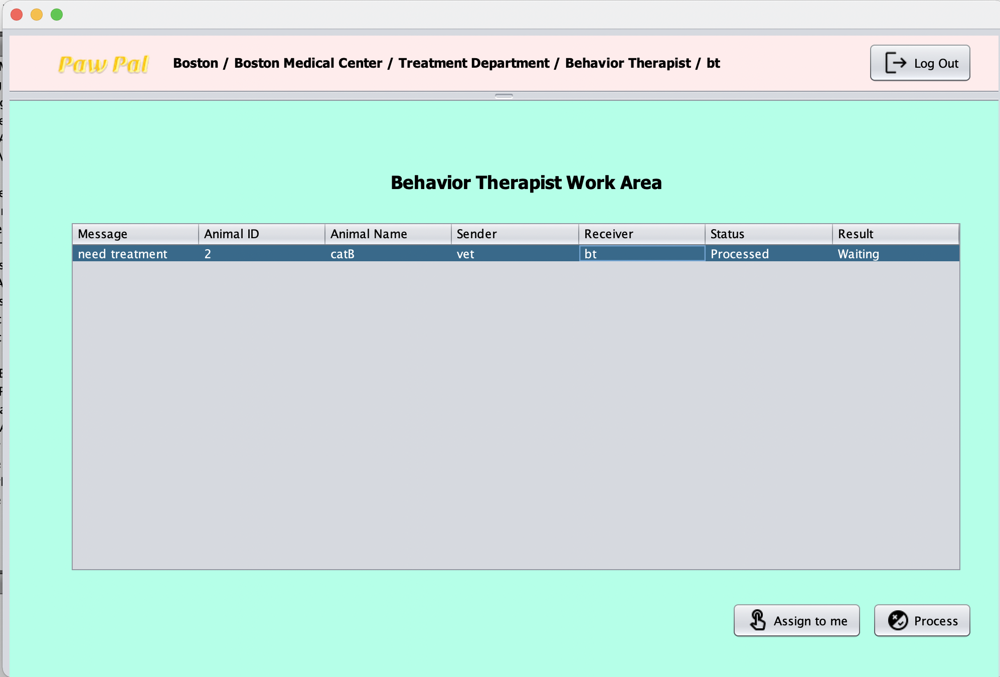 Paw Pal
Boston / Boston Medical Center / Treatment Department / Behavior Therapist / bt
Log Out
Behavior Therapist Work Area
Message Animal ID Animal Name Sender Receiver Status Result
need treatment 2 catB vet bt Processed Waiting
Assign to me
Process